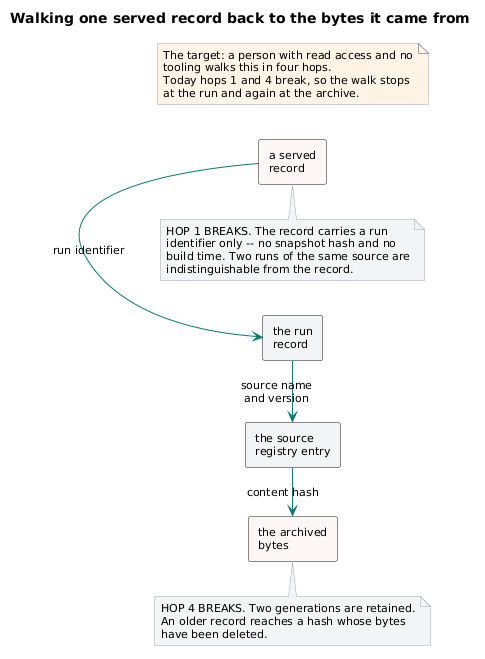 Walking one served record back to the bytes it came from
The target: a person with read access and no
tooling walks this in four hops.
Today hops 1 and 4 break, so the walk stops
at the run and again at the archive.
a served
record
HOP 1 BREAKS. The record carries a run
identifier only -- no snapshot hash and no
build time. Two runs of the same source are
indistinguishable from the record.
run identifier
the run
record
source name
and version
the source
registry entry
content hash
the archived
bytes
HOP 4 BREAKS. Two generations are retained.
An older record reaches a hash whose bytes
have been deleted.